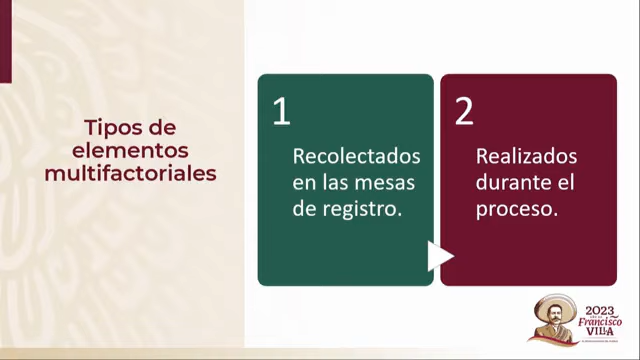 Tipos de
elementos
multifactoriales
1
Recolectados
en las mesas
de registro.
2
Realizados
durante el
proceso.
2023
Francisco
VILLA